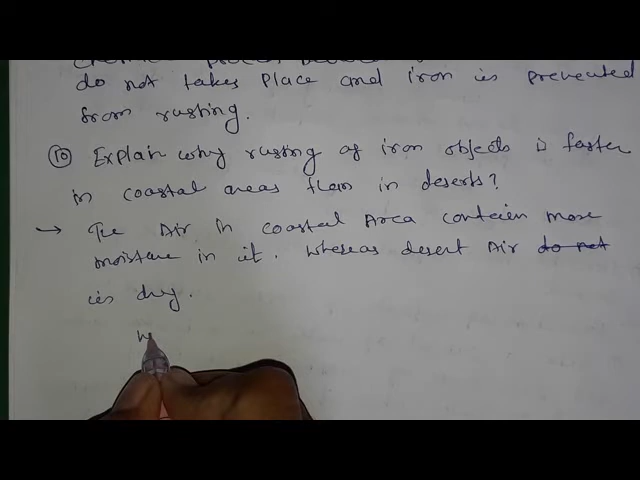 do not takes place and iron is prevented
from rusting.
10 Explain why rusting of iron objects is faster
in coastal areas than in deserts?
→ The Air in coastal Area contain more
moisture in it. Whereas desert Air do not
is dry.